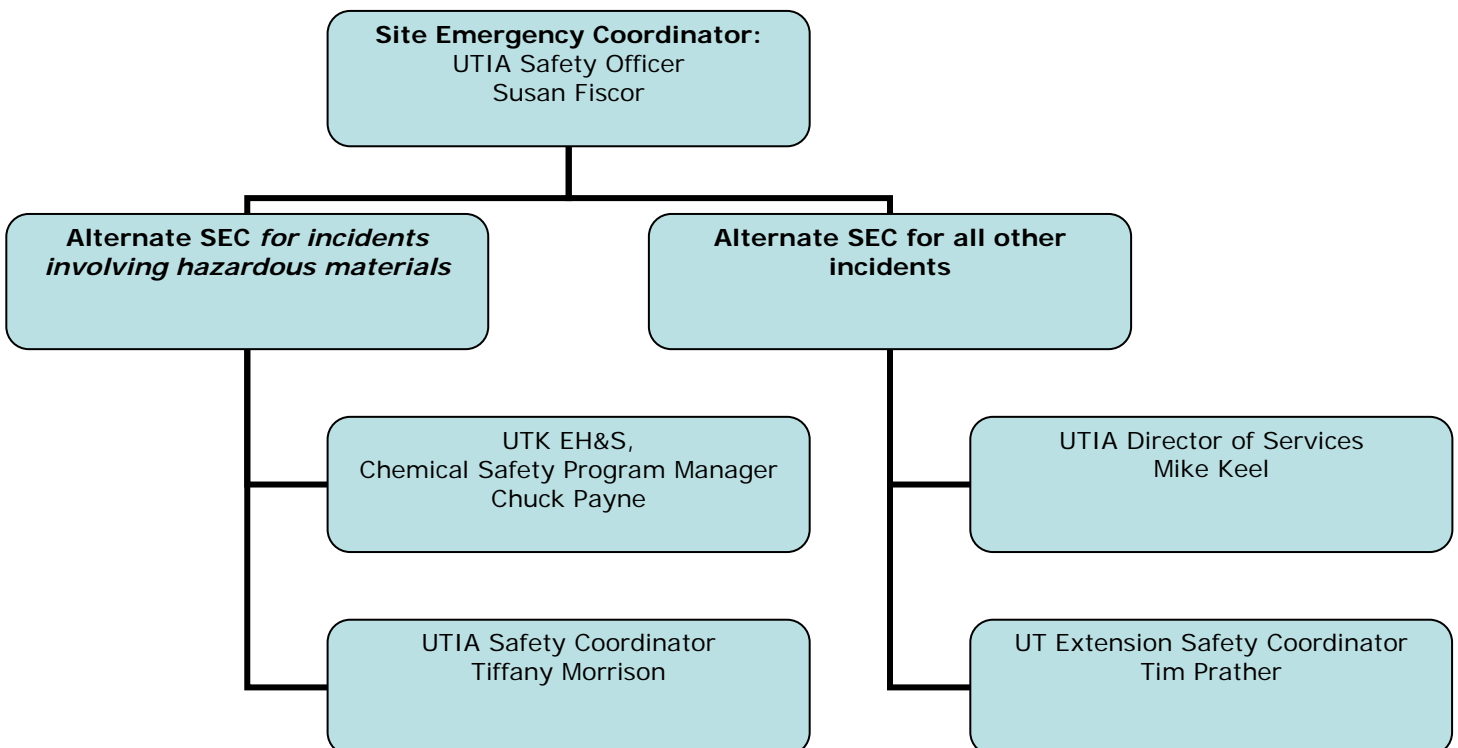 Site Emergency Coordinator:
UTIA Safety Officer
Susan Fiscor
Alternate SEC for incidents
involving hazardous materials
Alternate SEC for all other
incidents
UTK EH&S,
Chemical Safety Program Manager
Chuck Payne
UTIA Director of Services
Mike Keel
UTIA Safety Coordinator
Tiffany Morrison
UT Extension Safety Coordinator
Tim Prather